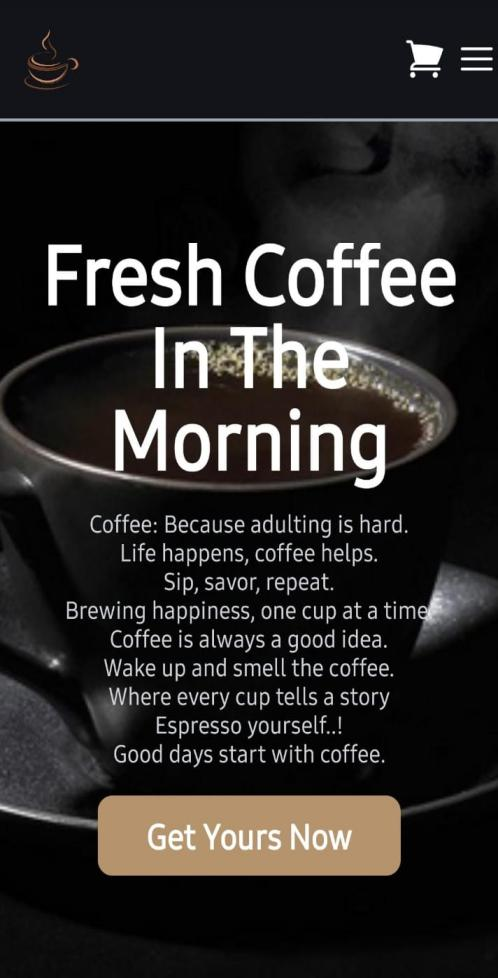 Fresh Coffee
In The
Morning
Coffee: Because adulting is hard.
Life happens, coffee helps.
Sip, savor, repeat.
Brewing happiness, one cup at a time.
Coffee is always a good idea.
Wake up and smell the coffee.
Where every cup tells a story
Espresso yourself..!
Good days start with coffee.
Get Yours Now